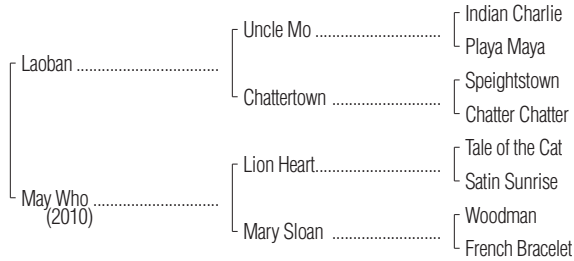 Indian Charlie
Uncle Mo ..............................
Playa Maya
Laoban ..................................
Speightstown
Chattertown ..........................
Chatter Chatter
Tale of the Cat
Lion Heart..............................
Satin Sunrise
May Who ..............................
(2010)
Woodman
Mary Sloan ..........................
French Bracelet